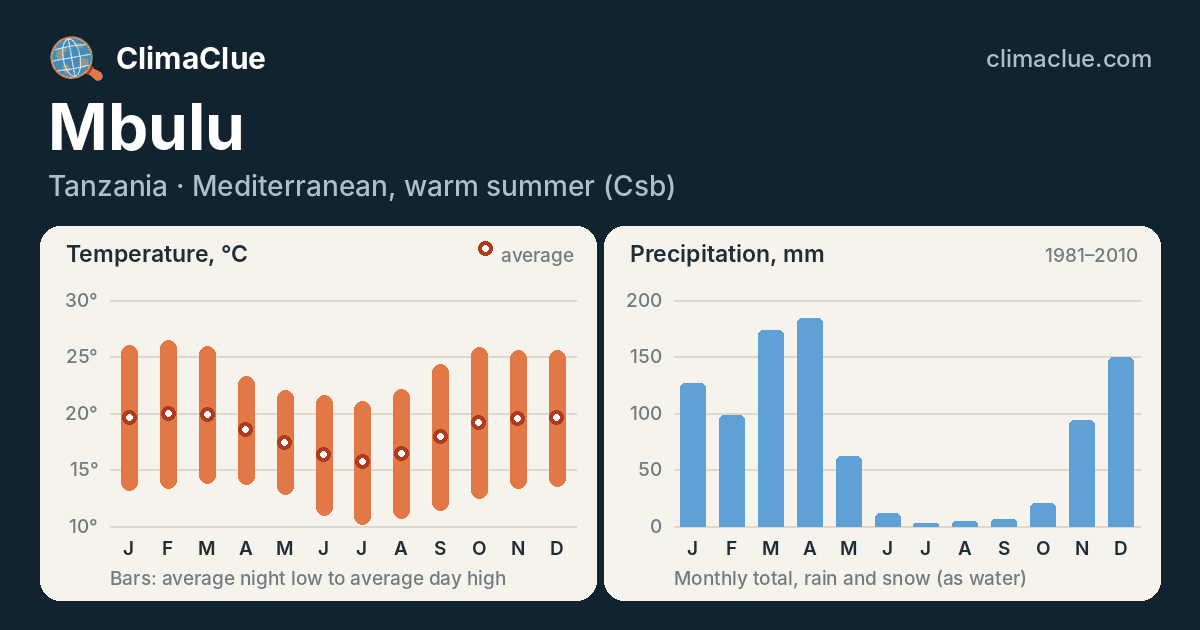 ClimaClue
climaclue.com
Mbulu
Tanzania · Mediterranean, warm summer (Csb)
Temperature, °C
average
30°
25°
20°
15°
10°
J F M A M J J A S O N D
Bars: average night low to average day high
Precipitation, mm
1981–2010
200
150
100
50
0
J F M A M J J A S O N D
Monthly total, rain and snow (as water)